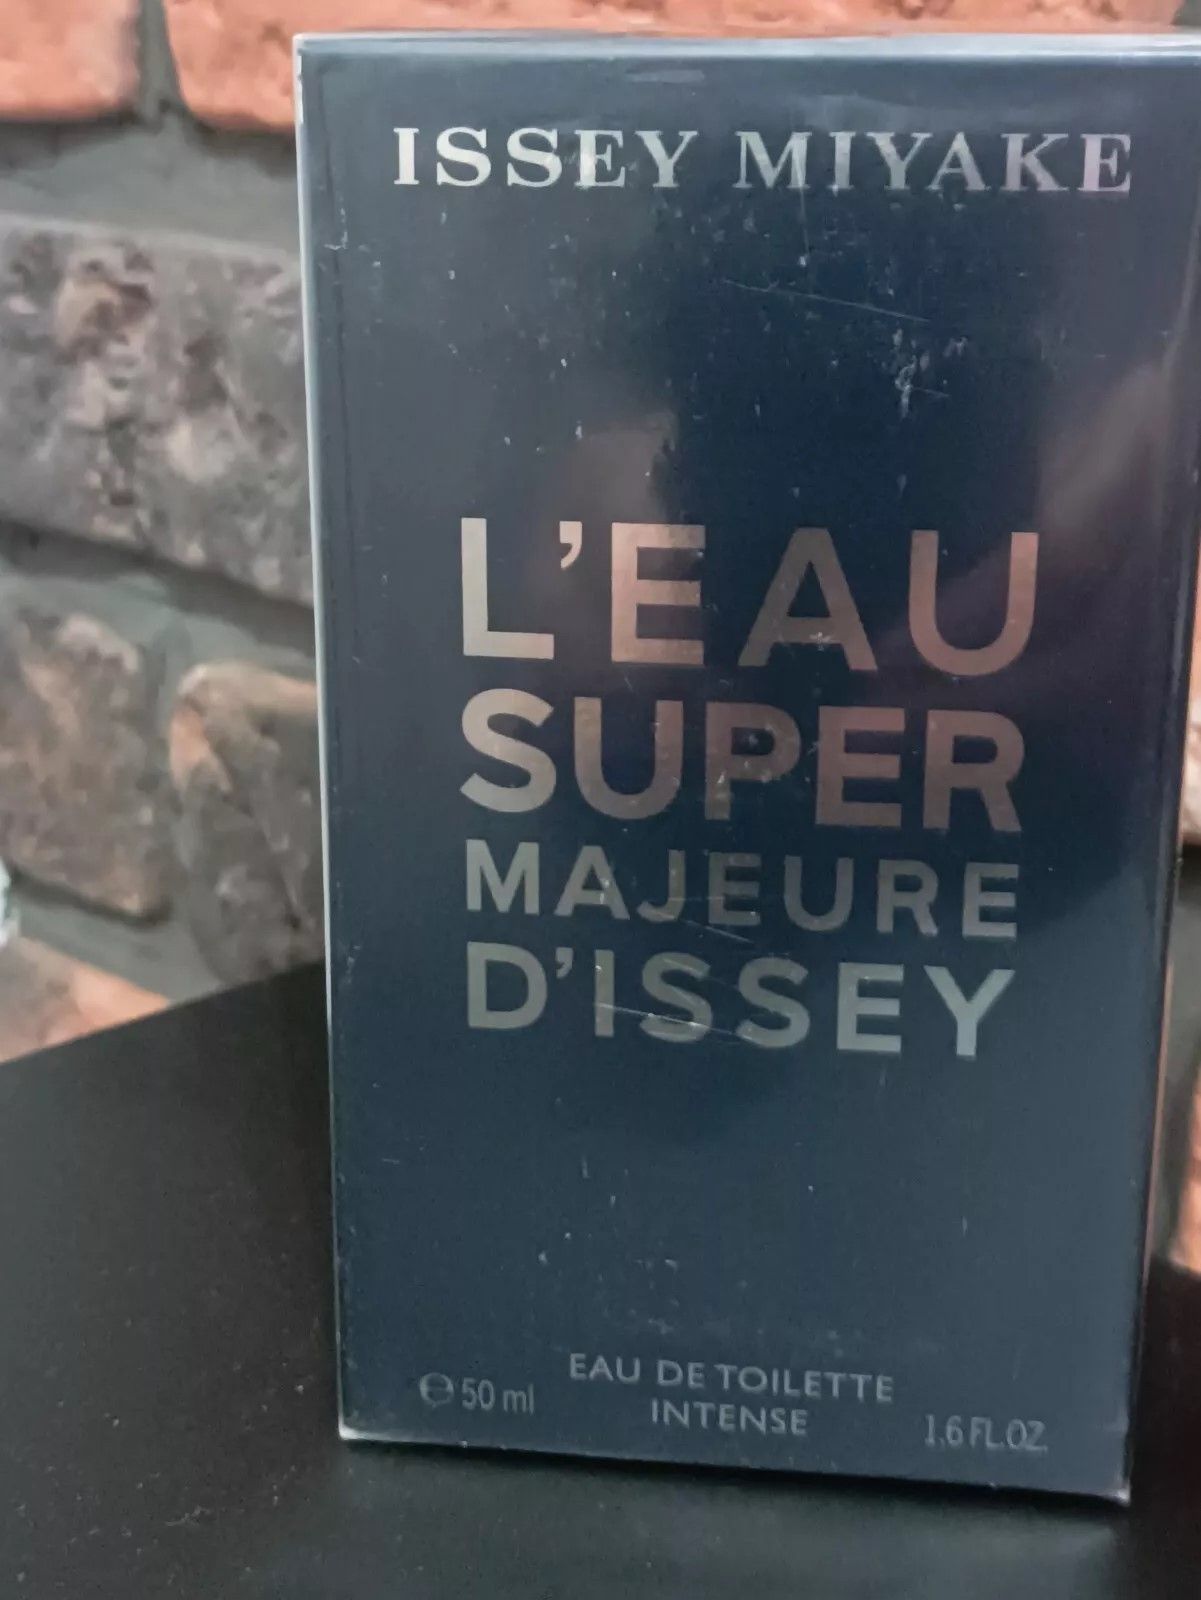 ISSEY MIYAKE
L'EAU
SUPER
MAJEURE
D'ISSEY
EAU DE TOILETTE
INTENSE
℮ 50 ml
1.6 FL.OZ.